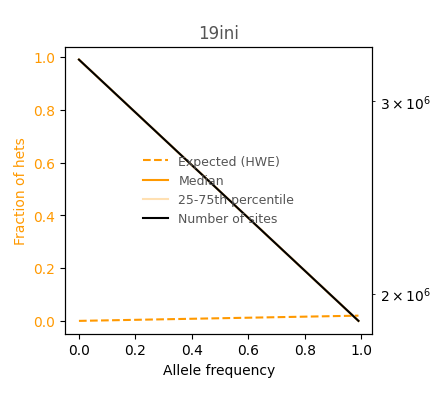 19ini
1.0
0.8
0.6
0.4
0.2
0.0
Fraction of hets
3 × 10⁶
2 × 10⁶
Expected (HWE)
Median
25-75th percentile
Number of sites
0.0 0.2 0.4 0.6 0.8 1.0
Allele frequency